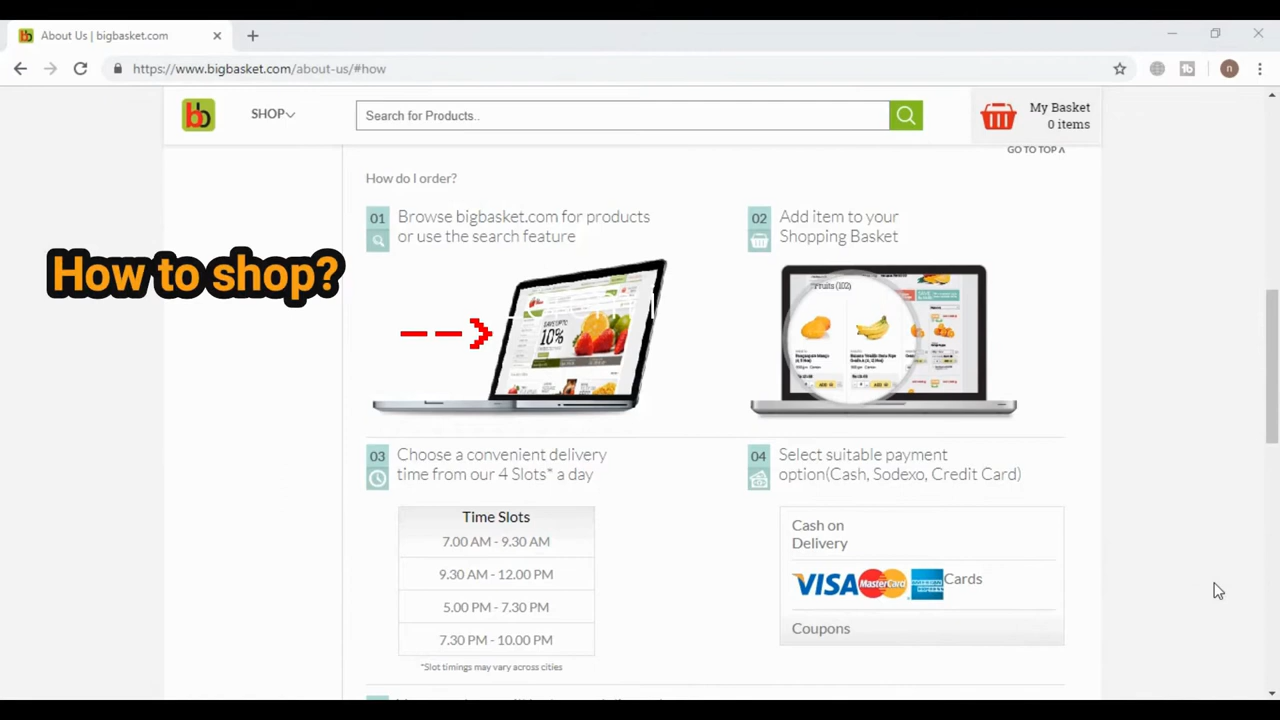 About Us | bigbasket.com
https://www.bigbasket.com/about-us/#how
n
bb
SHOP
Search for Products..
My Basket
0 items
GO TO TOP
How do I order?
01
Browse bigbasket.com for products
or use the search feature
02
Add item to your
Shopping Basket
How to shop?
10%
Fruits (102)
03
Choose a convenient delivery
time from our 4 Slots* a day
04
Select suitable payment
option(Cash, Sodexo, Credit Card)
Time Slots
7.00 AM - 9.30 AM
9.30 AM - 12.00 PM
5.00 PM - 7.30 PM
7.30 PM - 10.00 PM
*Slot timings may vary across cities
Cash on
Delivery
VISA MasterCard AMERICAN EXPRESS Cards
Coupons